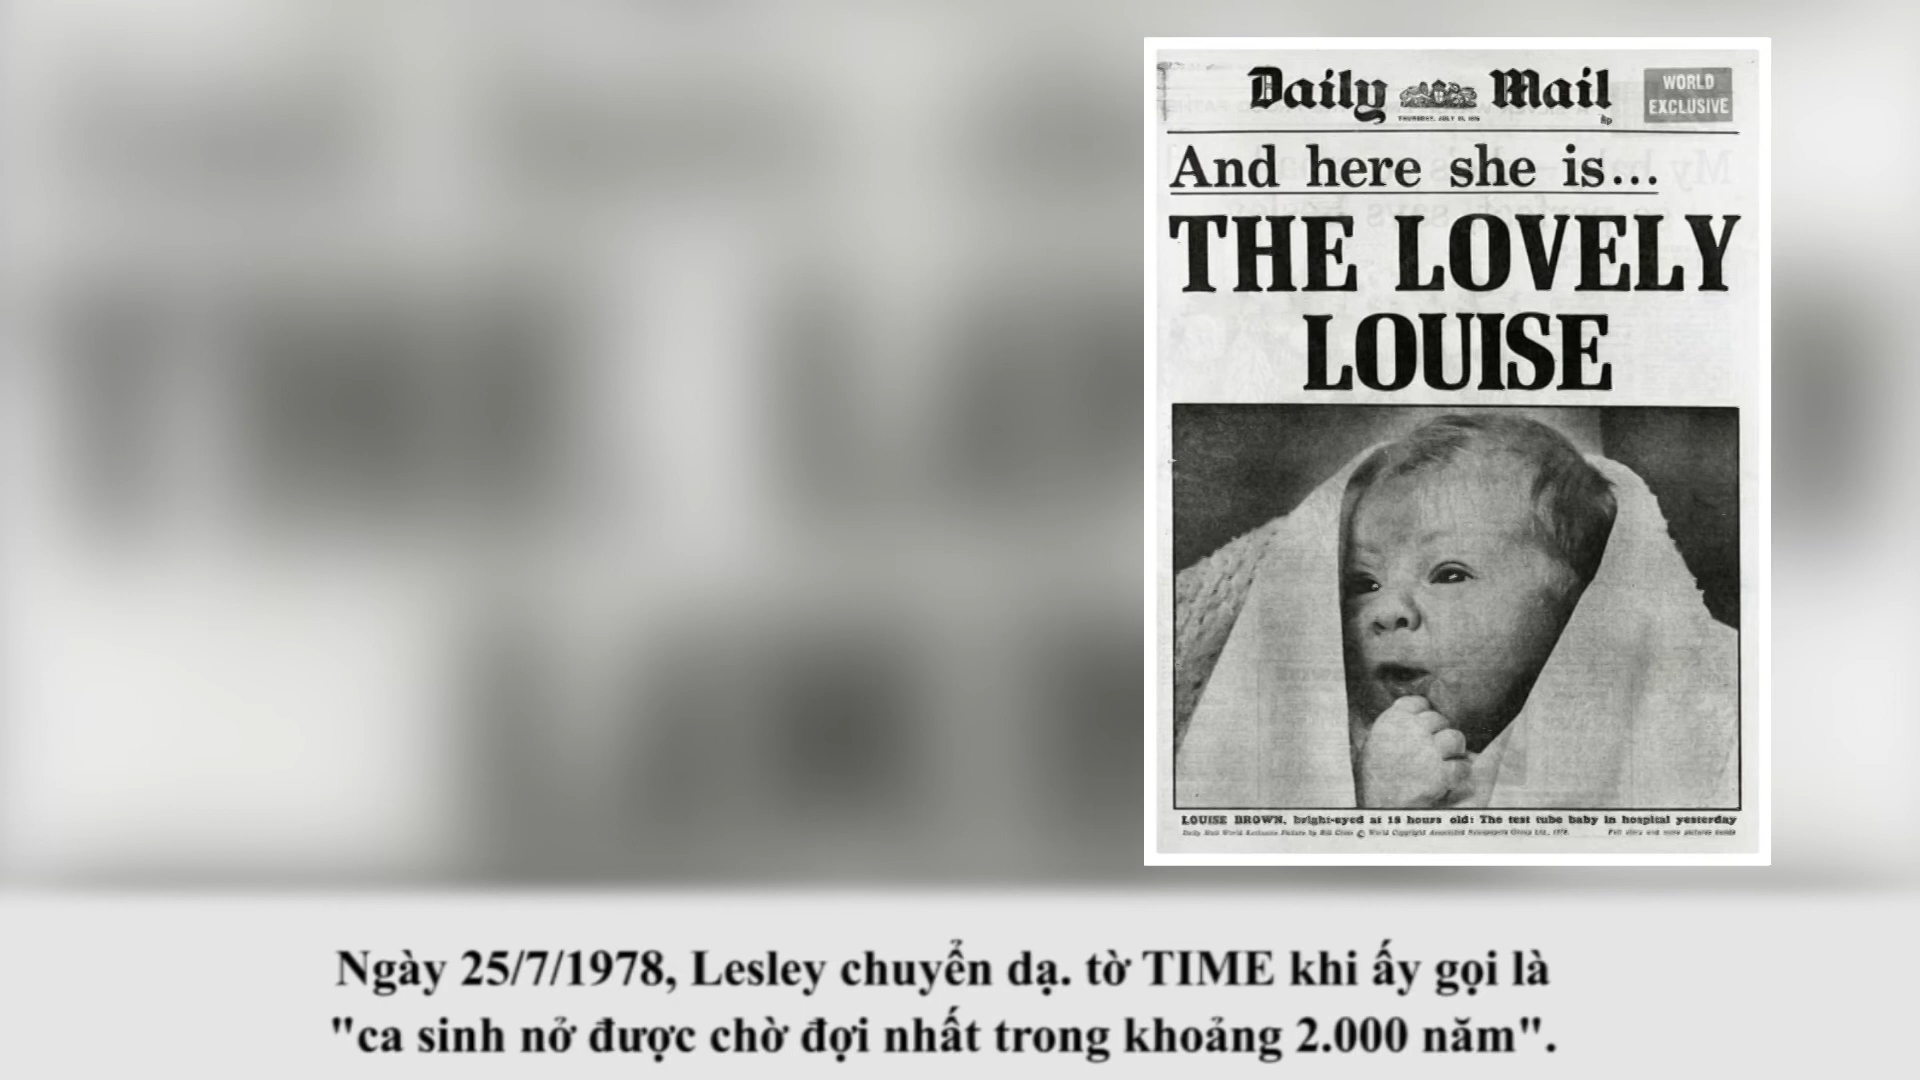 Daily Mail
WORLD
EXCLUSIVE
And here she is...
THE LOVELY
LOUISE
LOUISE BROWN, bright-eyed at 18 hours old: The test tube baby in hospital yesterday
Ngày 25/7/1978, Lesley chuyển dạ. tờ TIME khi ấy gọi là
"ca sinh nở được chờ đợi nhất trong khoảng 2.000 năm".